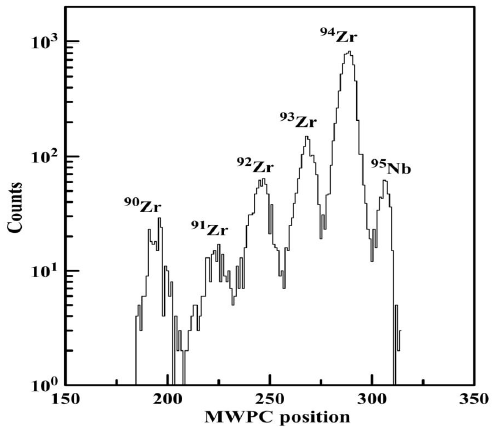 10³
10²
10¹
10⁰
Counts
⁹⁰Zr
⁹¹Zr
⁹²Zr
⁹³Zr
⁹⁴Zr
⁹⁵Nb
150 200 250 300 350
MWPC position